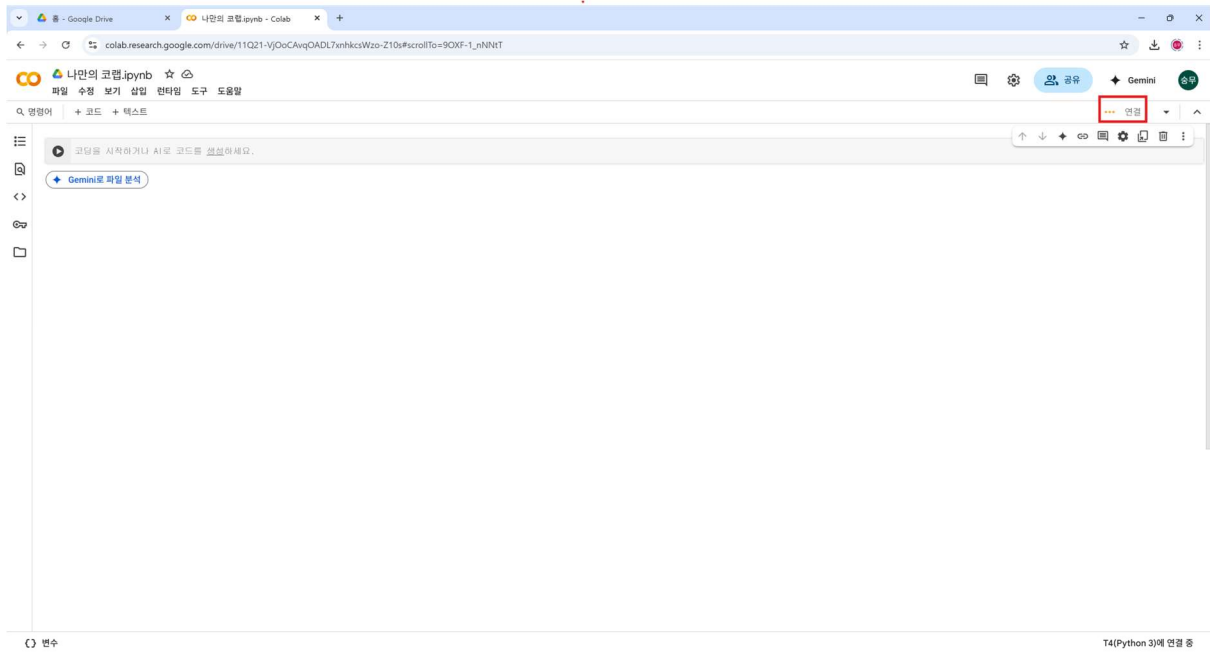 홈 - Google Drive
나만의 코랩.ipynb - Colab
colab.research.google.com/drive/11Q21-VjOoCAvqOADL7xnhkcsWzo-Z10s#scrollTo=9OXF-1_nNNtT
나만의 코랩.ipynb
공유
Gemini
승무
파일 수정 보기 삽입 런타임 도구 도움말
명령어 + 코드 + 텍스트
연결
코딩을 시작하거나 AI로 코드를 생성하세요.
Gemini로 파일 분석
변수
T4(Python 3)에 연결 중